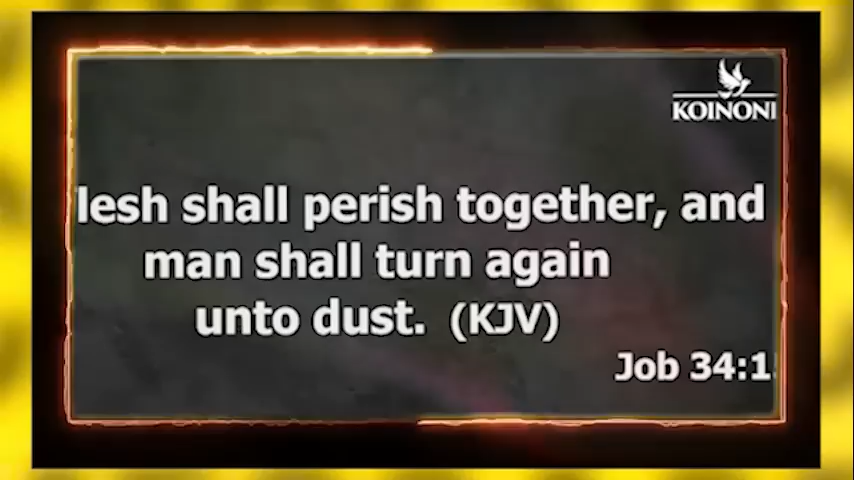 KOINONI
lesh shall perish together, and
man shall turn again
unto dust. (KJV)
Job 34:1